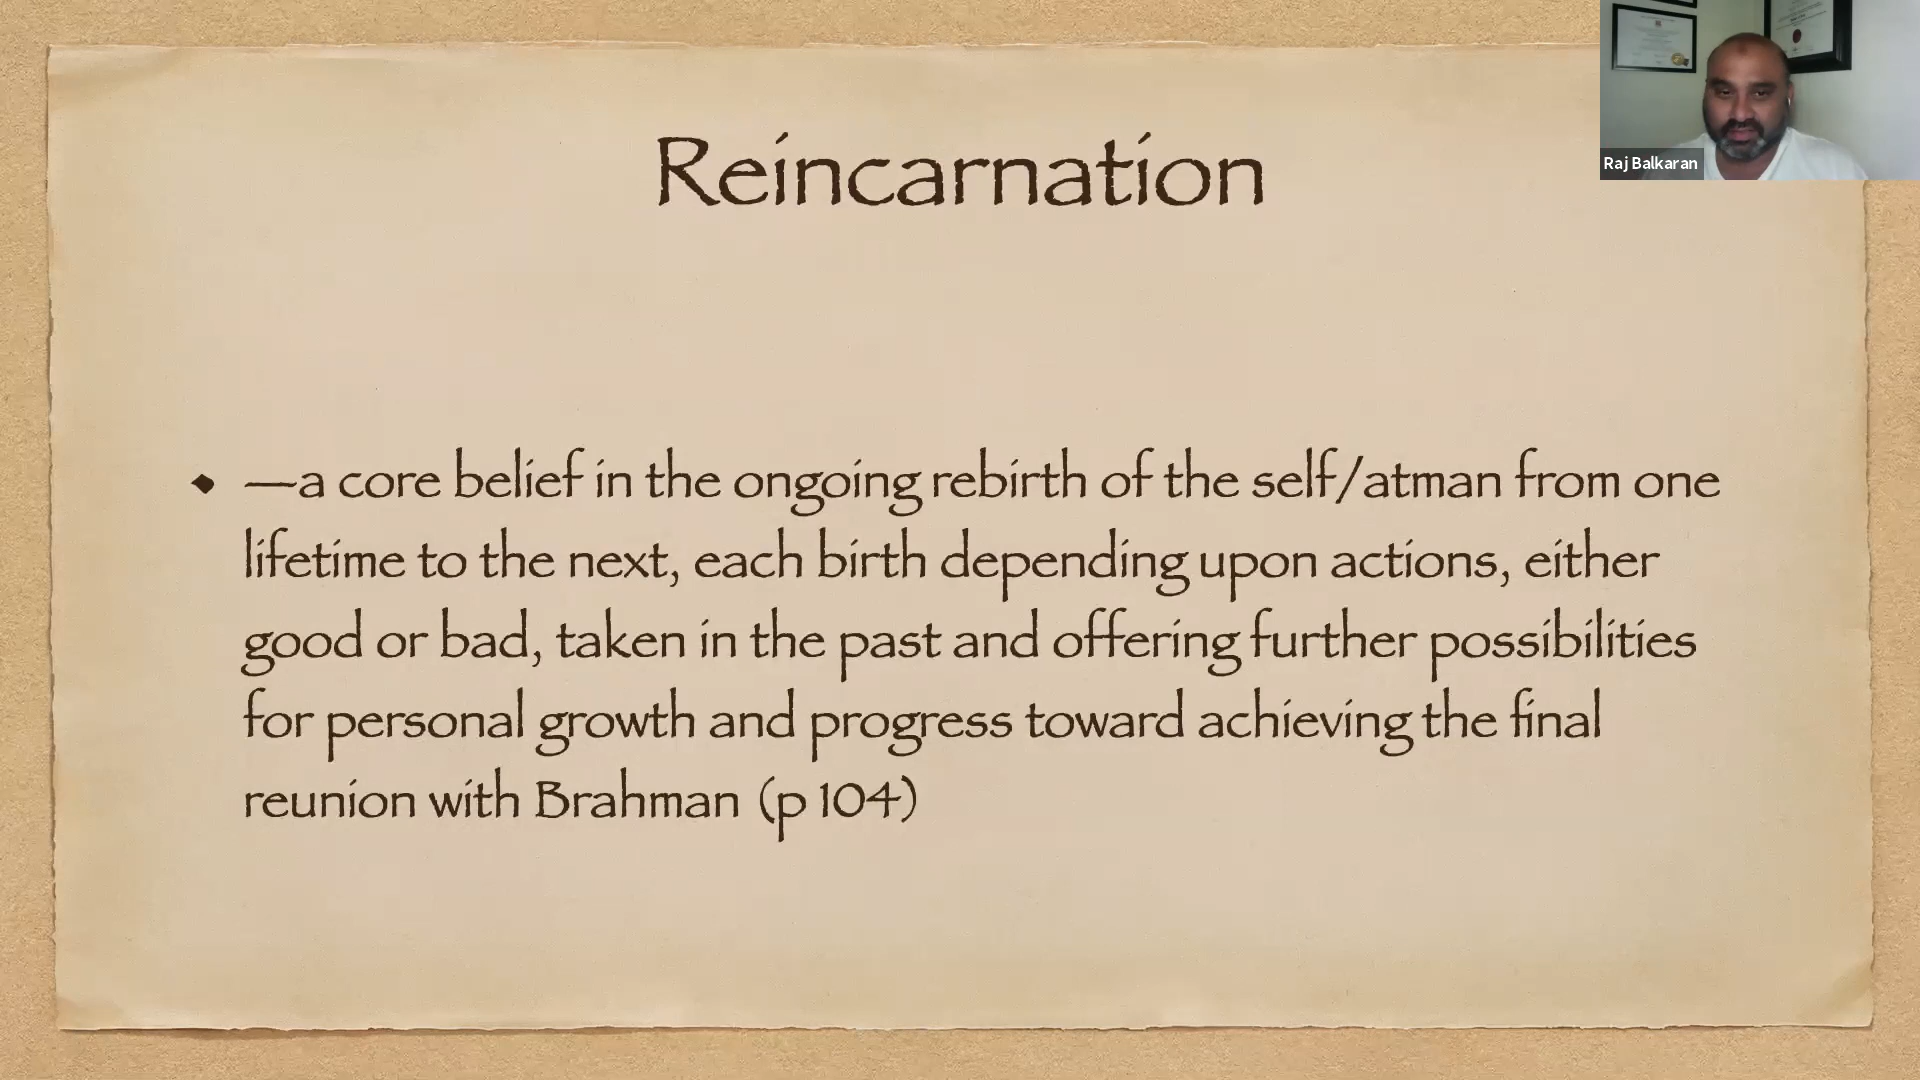 Reincarnation
Raj Balkaran
◆ —a core belief in the ongoing rebirth of the self/atman from one
lifetime to the next, each birth depending upon actions, either
good or bad, taken in the past and offering further possibilities
for personal growth and progress toward achieving the final
reunion with Brahman (p 104)